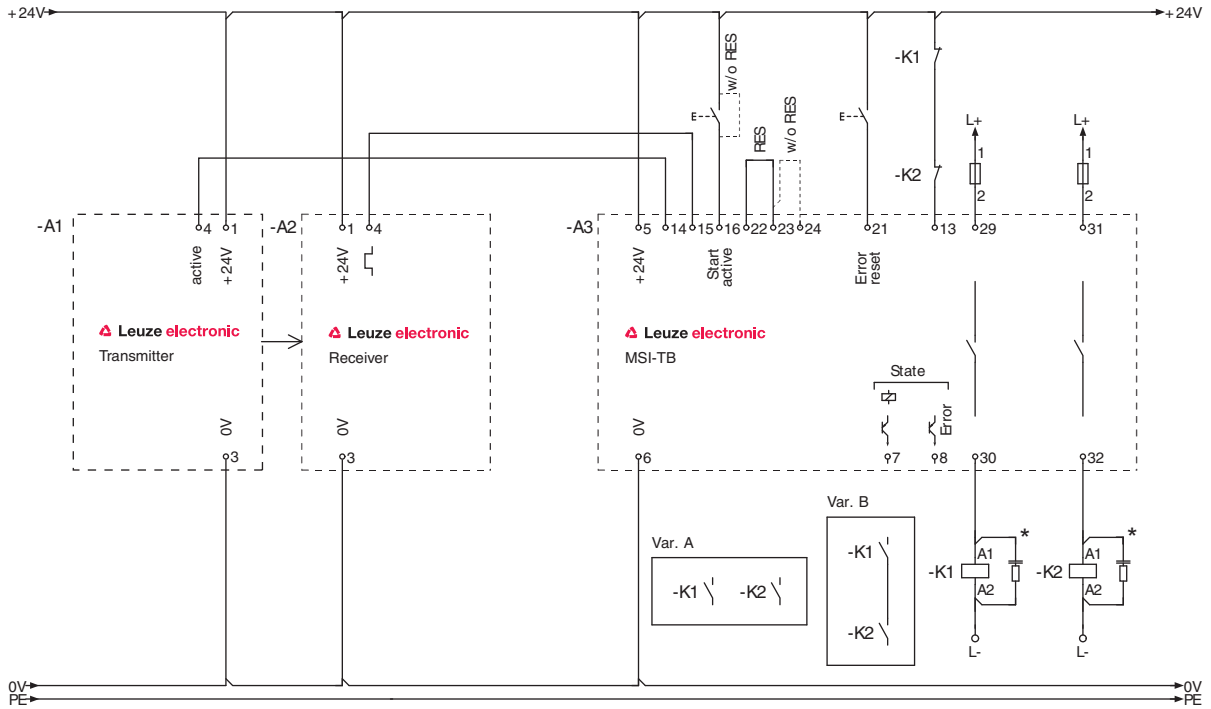 +24V +24V
-K1
w/o RES
RES
w/o RES
L+ L+
1 1
-K2
2 2
-A1 4 1 -A2 1 4 -A3 5 14 15 16 22 23 24 21 13 29 31
active +24V +24V +24V Start active Error reset
Leuze electronic Leuze electronic Leuze electronic
Transmitter Receiver MSI-TB
State
0V 0V 0V Error
3 3 6 7 8 30 32
Var. B
Var. A
* *
-K1 A1 A1
-K1 -K2 -K1 -K2
A2 A2
-K2
L- L-
0V 0V
PE PE